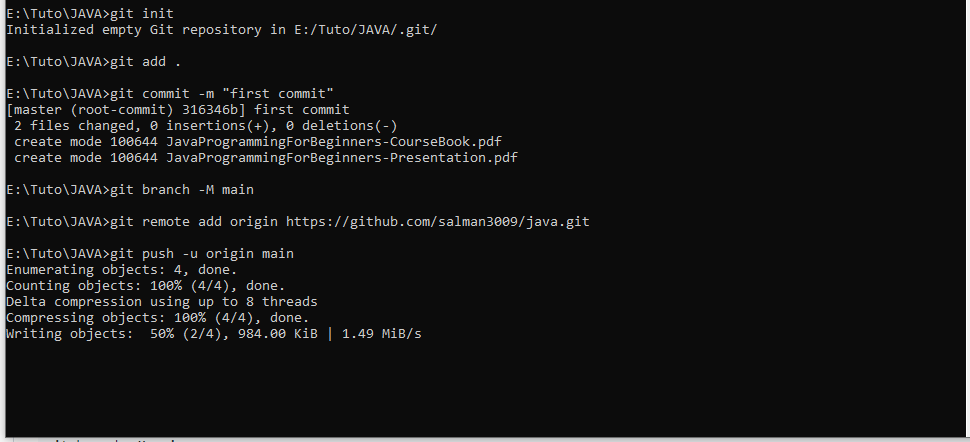 E:\Tuto\JAVA>git init
Initialized empty Git repository in E:/Tuto/JAVA/.git/
E:\Tuto\JAVA>git add .
E:\Tuto\JAVA>git commit -m "first commit"
[master (root-commit) 316346b] first commit
 2 files changed, 0 insertions(+), 0 deletions(-)
 create mode 100644 JavaProgrammingForBeginners-CourseBook.pdf
 create mode 100644 JavaProgrammingForBeginners-Presentation.pdf
E:\Tuto\JAVA>git branch -M main
E:\Tuto\JAVA>git remote add origin https://github.com/salman3009/java.git
E:\Tuto\JAVA>git push -u origin main
Enumerating objects: 4, done.
Counting objects: 100% (4/4), done.
Delta compression using up to 8 threads
Compressing objects: 100% (4/4), done.
Writing objects:  50% (2/4), 984.00 KiB | 1.49 MiB/s